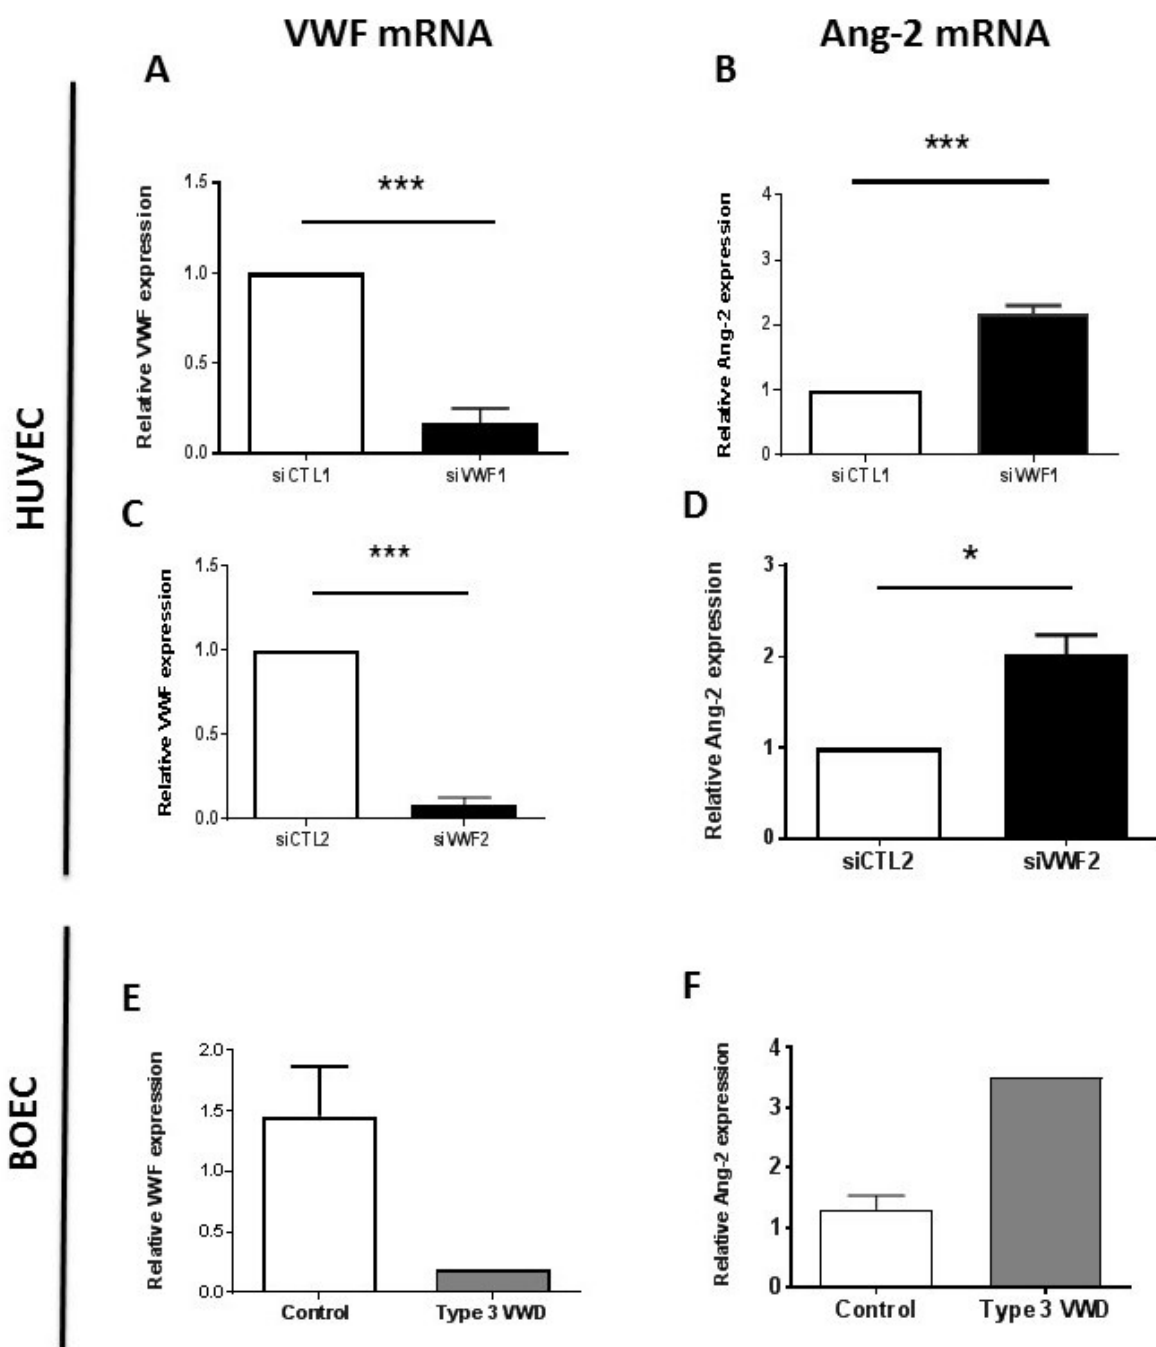 VWF mRNA
Ang-2 mRNA
A
B
***
***
Relative VWF expression
1.5
1.0
0.5
0.0
siCTL1
siVWF1
Relative Ang-2 expression
4
3
2
1
0
siCTL1
siVWF1
HUVEC
C
D
***
*
Relative VWF expression
1.5
1.0
0.5
0.0
siCTL2
siVWF2
Relative Ang-2 expression
3
2
1
0
siCTL2
siVWF2
BOEC
E
F
Relative VWF expression
2.0
1.5
1.0
0.5
0.0
Control
Type 3 VWD
Relative Ang-2 expression
4
3
2
1
0
Control
Type 3 VWD